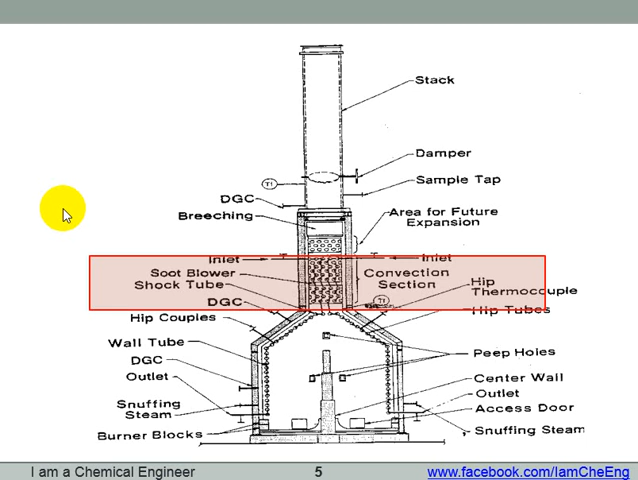 Stack
Damper
T1
Sample Tap
DGC
Area for Future
Expansion
Breeching
Inlet
Inlet
Soot Blower
Convection
Section
Shock Tube
Hip
Thermocouple
DGC
T1
Hip Tubes
Hip Couples
Wall Tube
Peep Holes
DGC
Outlet
Center Wall
Outlet
Snuffing
Steam
Access Door
Burner Blocks
Snuffing Steam
I am a Chemical Engineer
5
www.facebook.com/IamCheEng